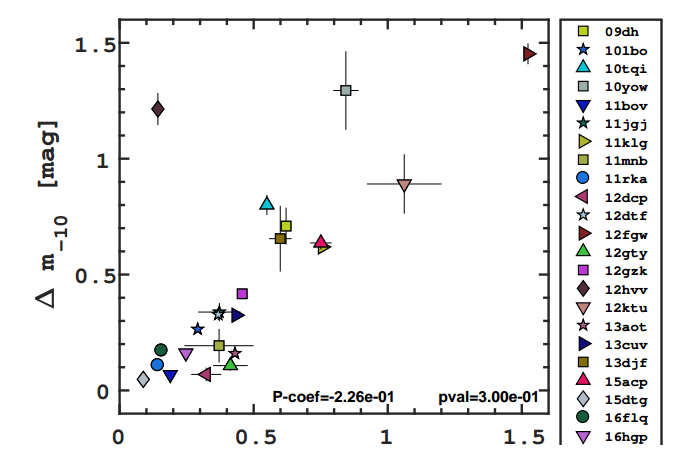 Δ m-10 [mag]
1.5
1
0.5
0
0
0.5
1
1.5
P-coef=-2.26e-01
pval=3.00e-01
09dh
10lbo
10tqi
10yow
11bov
11jgj
11klg
11mnb
11rka
12dcp
12dtf
12fgw
12gty
12gzk
12hvv
12ktu
13aot
13cuv
13djf
15acp
15dtg
16flq
16hgp